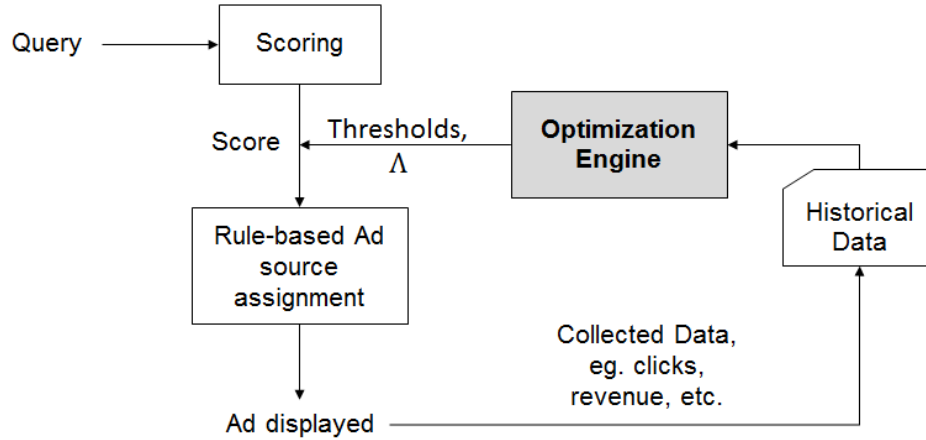 Query
Scoring
Score
Thresholds,
Λ
Optimization
Engine
Historical
Data
Rule-based Ad
source
assignment
Collected Data,
eg. clicks,
revenue, etc.
Ad displayed